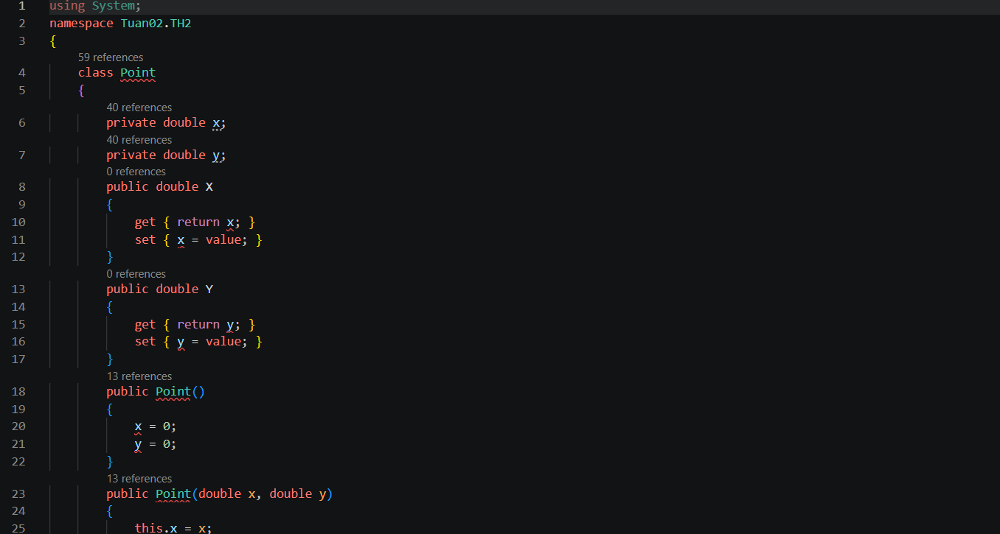 1 using System;
2 namespace Tuan02.TH2
3 {
59 references
4 class Point
5 {
40 references
6 private double x;
40 references
7 private double y;
0 references
8 public double X
9 {
10 get { return x; }
11 set { x = value; }
12 }
0 references
13 public double Y
14 {
15 get { return y; }
16 set { y = value; }
17 }
13 references
18 public Point()
19 {
20 x = 0;
21 y = 0;
22 }
13 references
23 public Point(double x, double y)
24 {
25 this.x = x;